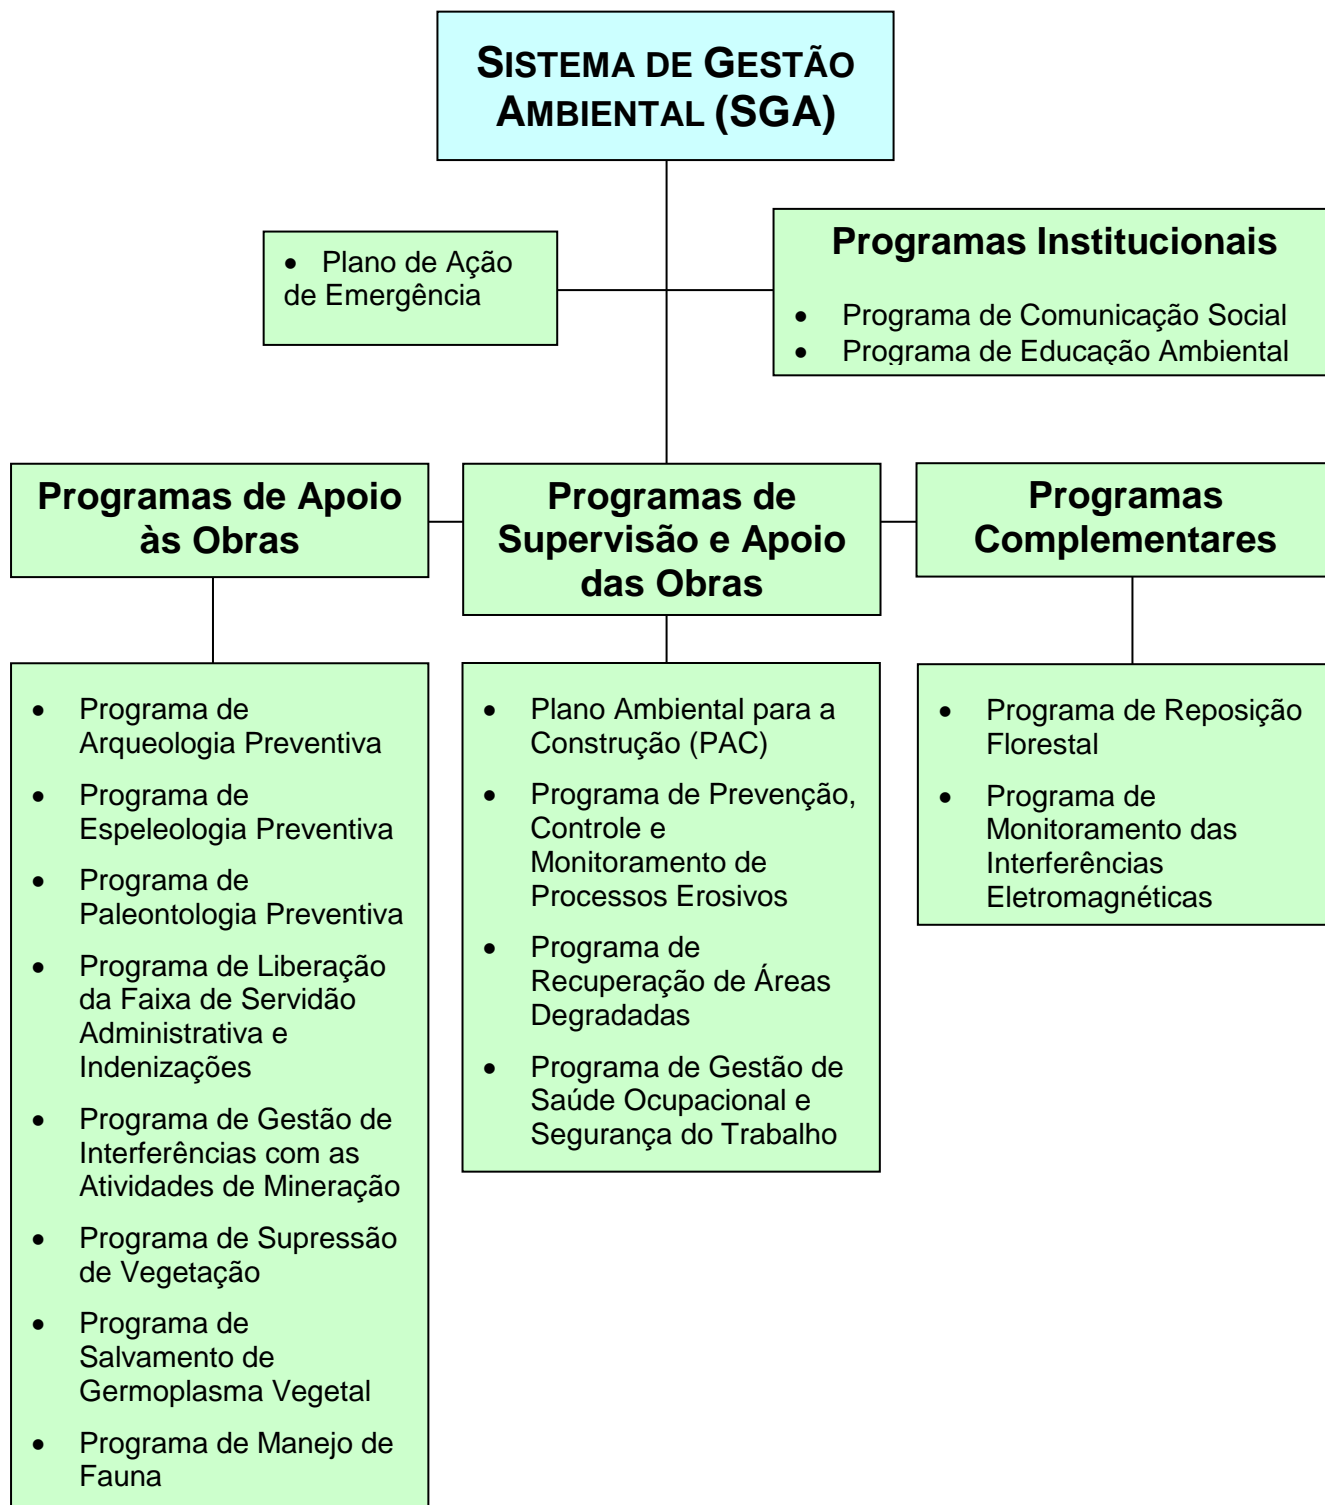 SISTEMA DE GESTÃO
AMBIENTAL (SGA)
• Plano de Ação
de Emergência
Programas Institucionais
• Programa de Comunicação Social
• Programa de Educação Ambiental
Programas de Apoio
às Obras
Programas de
Supervisão e Apoio
das Obras
Programas
Complementares
• Programa de
Arqueologia Preventiva
• Programa de
Espeleologia Preventiva
• Programa de
Paleontologia Preventiva
• Programa de Liberação
da Faixa de Servidão
Administrativa e
Indenizações
• Programa de Gestão de
Interferências com as
Atividades de Mineração
• Programa de Supressão
de Vegetação
• Programa de
Salvamento de
Germoplasma Vegetal
• Programa de Manejo de
Fauna
• Plano Ambiental para a
Construção (PAC)
• Programa de Prevenção,
Controle e
Monitoramento de
Processos Erosivos
• Programa de
Recuperação de Áreas
Degradadas
• Programa de Gestão de
Saúde Ocupacional e
Segurança do Trabalho
• Programa de Reposição
Florestal
• Programa de
Monitoramento das
Interferências
Eletromagnéticas